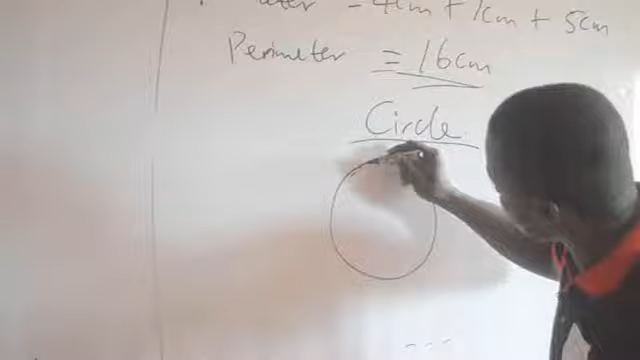 = 4cm + 7cm + 5cm
Perimeter = 16cm
Circle